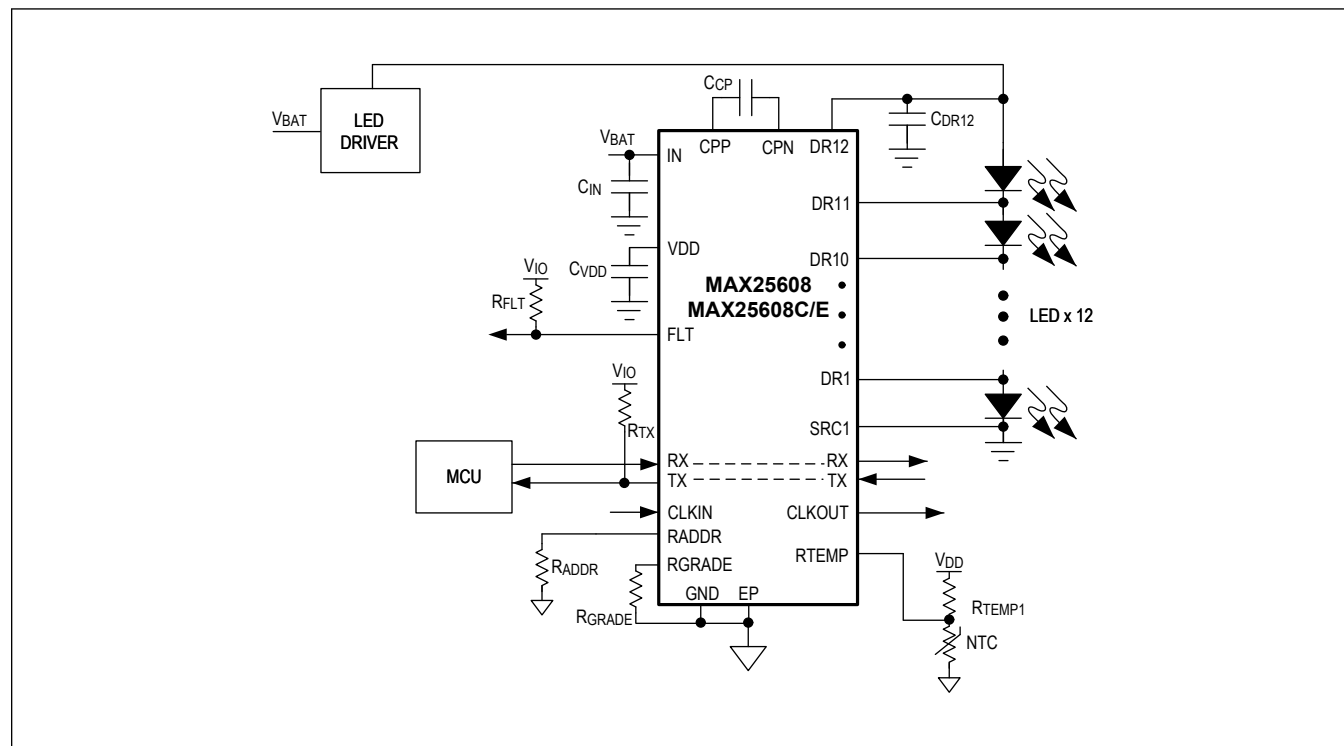 CCP
VBAT
LED
DRIVER
CDR12
VBAT
IN
CPP
CPN
DR12
CIN
DR11
VDD
CVDD
DR10
VIO
RFLT
MAX25608
MAX25608C/E
LED x 12
FLT
VIO
DR1
RTX
SRC1
MCU
RX
RX
TX
TX
CLKIN
CLKOUT
RADDR
RADDR
RGRADE
RTEMP
VDD
GND
EP
RGRADE
RTEMP1
NTC